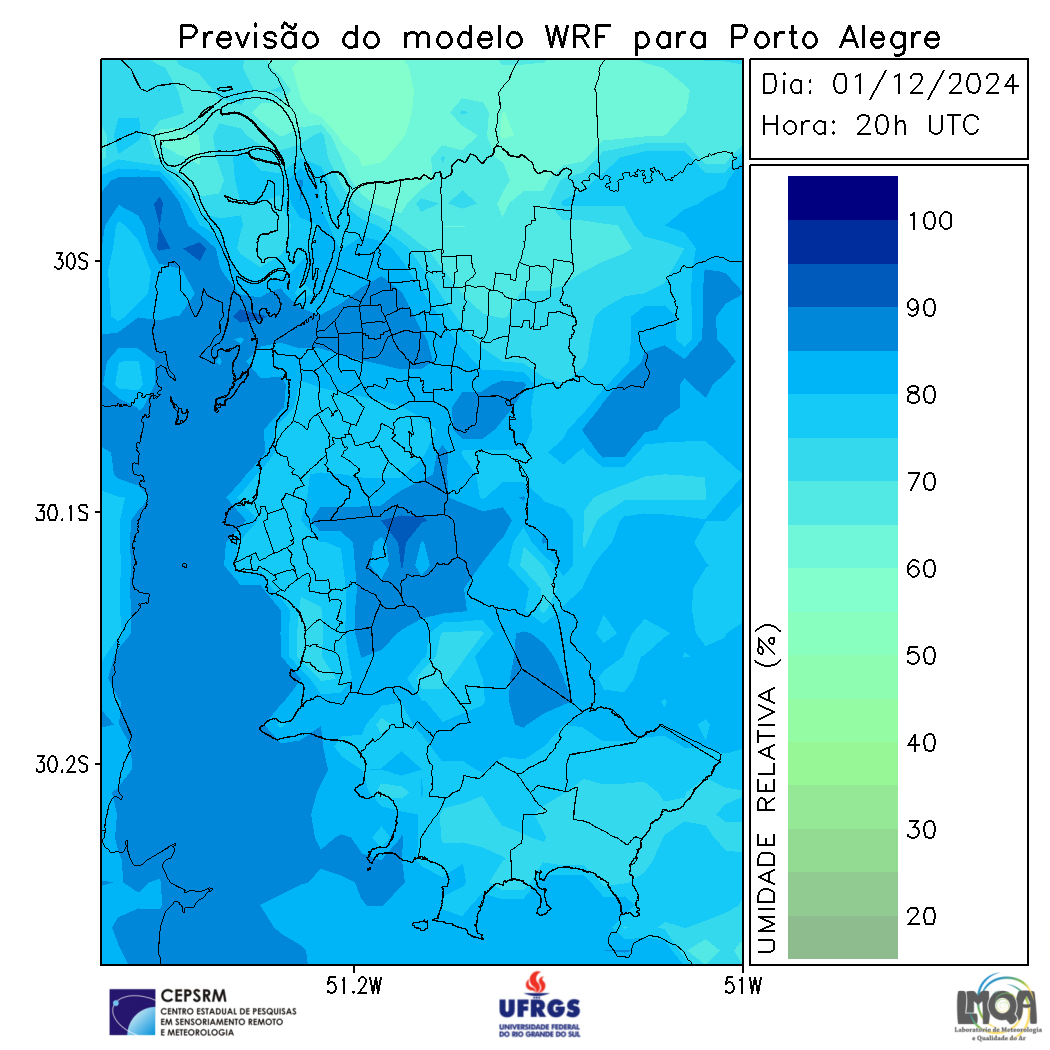 Previsão do modelo WRF para Porto Alegre
Dia: 01/12/2024
Hora: 20h UTC
100
90
80
70
60
50
40
30
20
UMIDADE RELATIVA (%)
30S
30.1S
30.2S
51.2W
51W
CEPSRM
CENTRO ESTADUAL DE PESQUISAS
EM SENSORIAMENTO REMOTO
E METEOROLOGIA
UFRGS
UNIVERSIDADE FEDERAL
DO RIO GRANDE DO SUL
LMQA
Laboratório de Meteorologia
e Qualidade do Ar